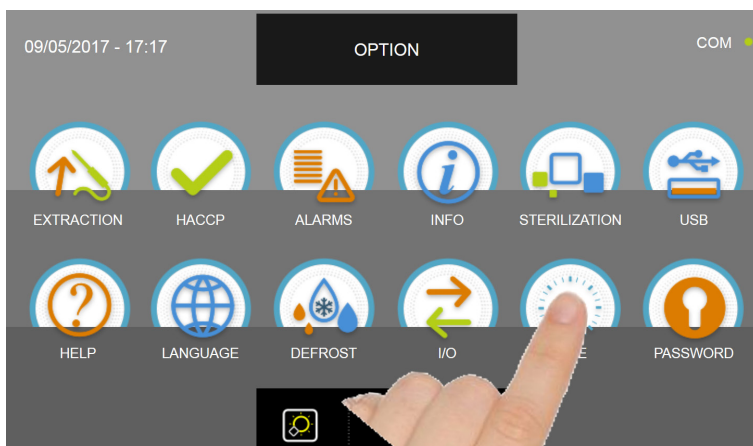 09/05/2017 - 17:17
OPTION
COM
EXTRACTION
HACCP
ALARMS
INFO
STERILIZATION
USB
HELP
LANGUAGE
DEFROST
I/O
PASSWORD